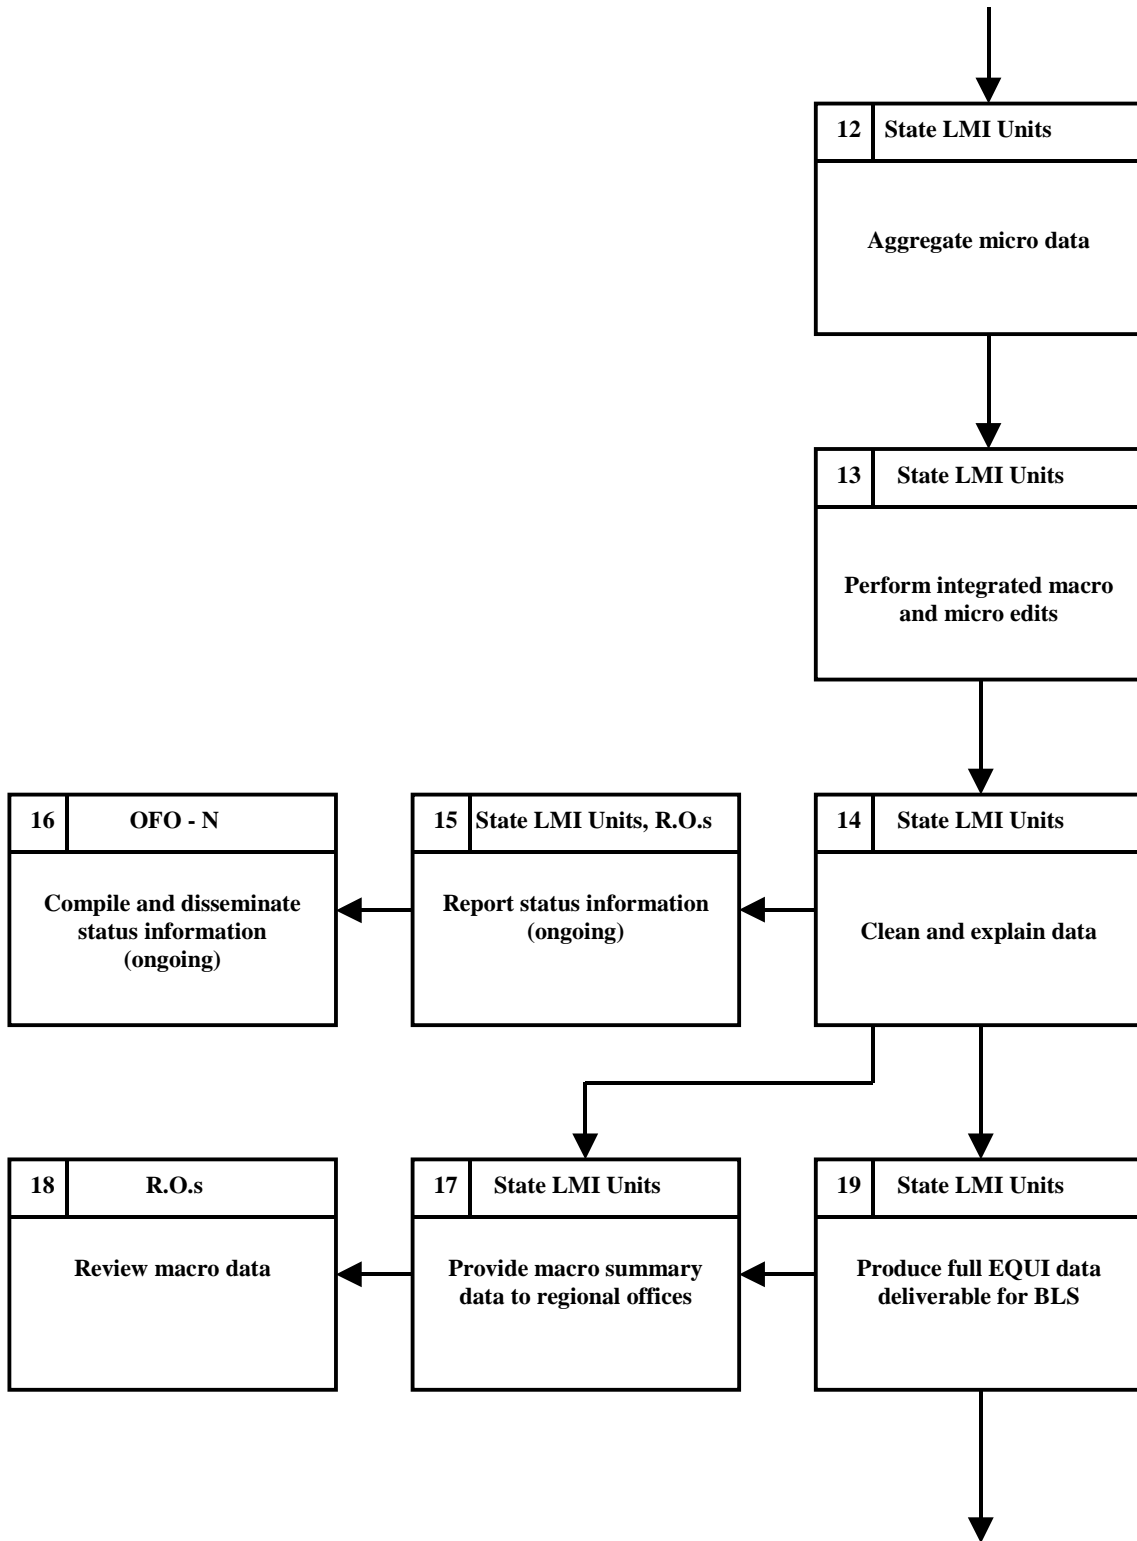 12 State LMI Units
Aggregate micro data
13 State LMI Units
Perform integrated macro
and micro edits
16 OFO - N
Compile and disseminate
status information
(ongoing)
15 State LMI Units, R.O.s
Report status information
(ongoing)
14 State LMI Units
Clean and explain data
18 R.O.s
Review macro data
17 State LMI Units
Provide macro summary
data to regional offices
19 State LMI Units
Produce full EQUI data
deliverable for BLS